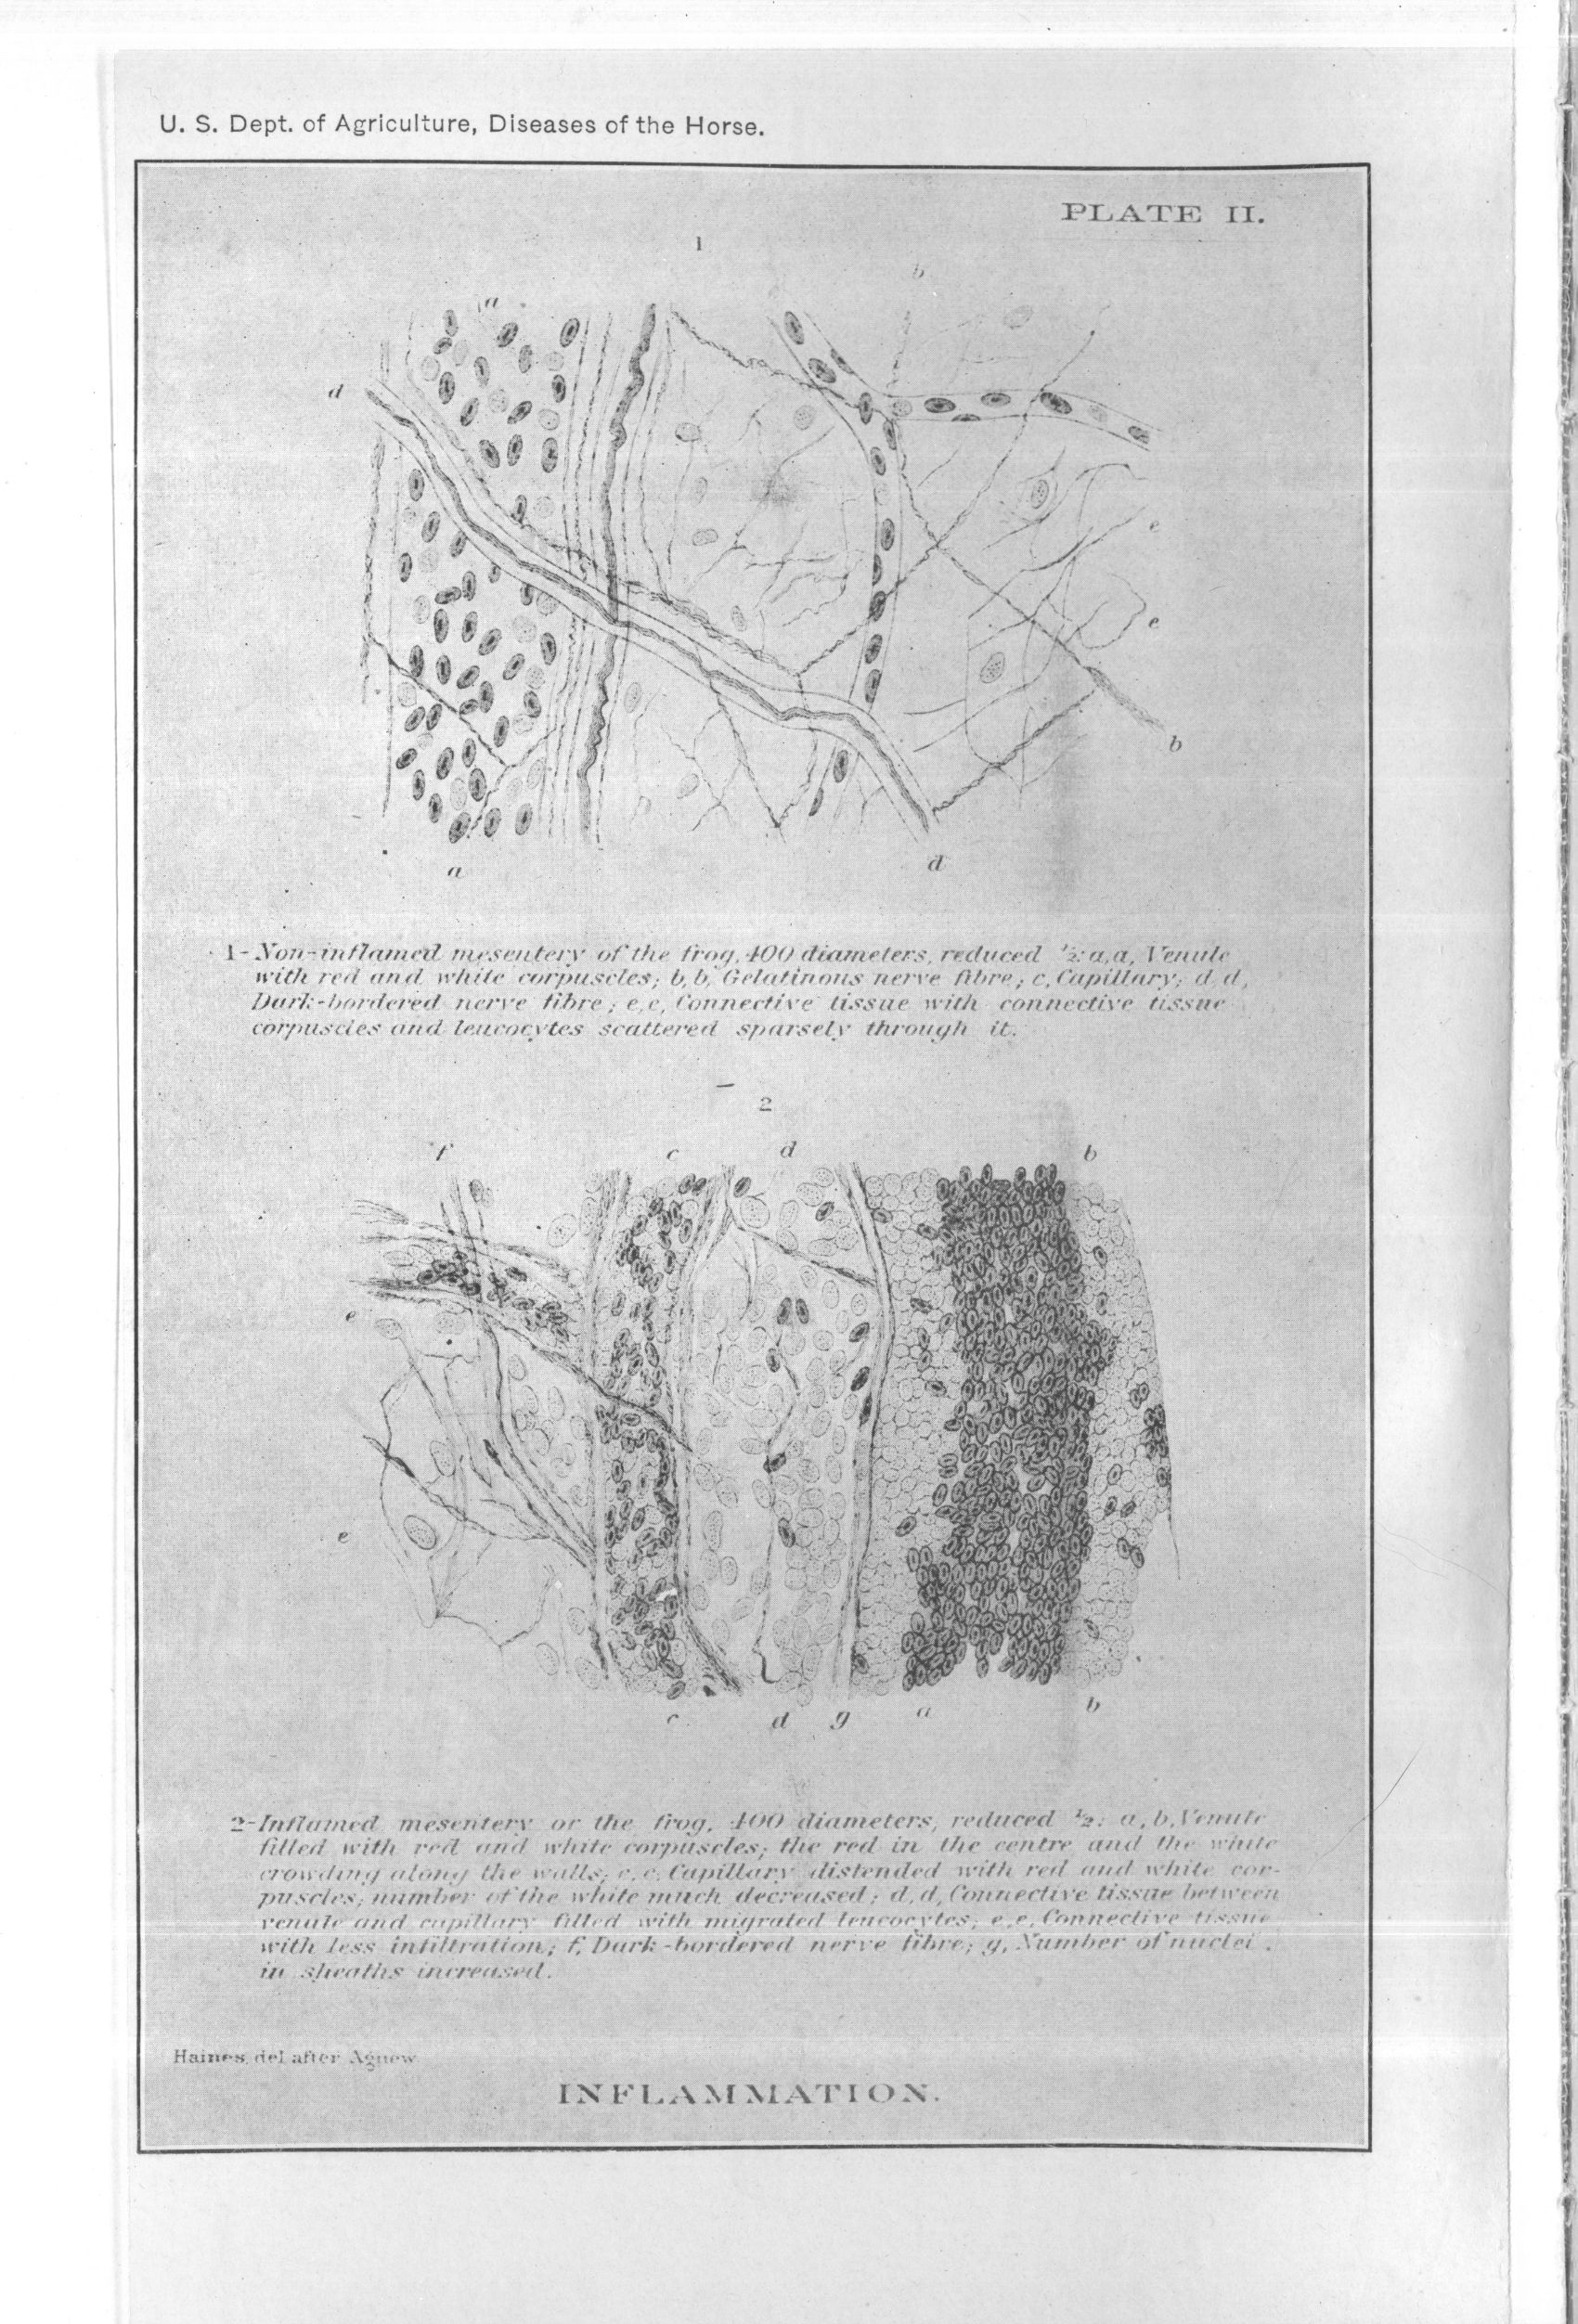 U. S. Dept. of Agriculture, Diseases of the Horse.
PLATE II.
1
b
a
d
e
e
b
a
d
1-Non-inflamed mesentery of the frog, 400 diameters, reduced ½: a,a, Venule
with red and white corpuscles; b,b, Gelatinous nerve fibre; c, Capillary; d,d,
Dark-bordered nerve fibre; e,e, Connective tissue with connective tissue
corpuscles and leucocytes scattered sparsely through it.
2
f c d b
e
e
c. d g a b
2-Inflamed mesentery of the frog, 400 diameters, reduced ½: a,b, Venule
filled with red and white corpuscles; the red in the centre and the white
crowding along the walls; c,c, Capillary distended with red and white cor-
puscles; number of the white much decreased; d,d, Connective tissue between
venule and capillary filled with migrated leucocytes; e,e, Connective tissue
with less infiltration; f, Dark-bordered nerve fibre; g, Number of nuclei
in sheaths increased.
Haines, del. after Agnew
INFLAMMATION.